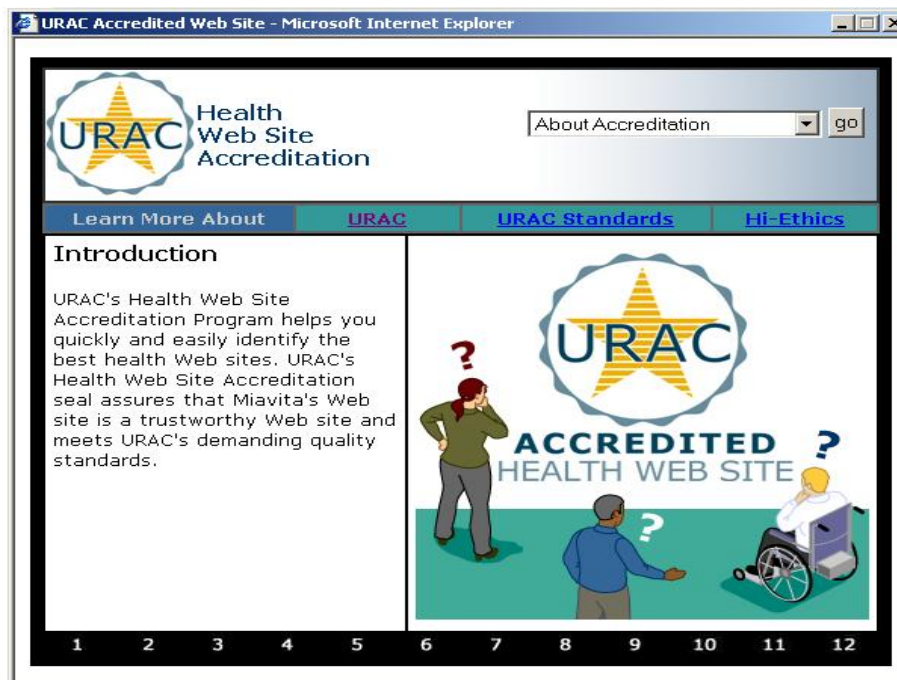 URAC Accredited Web Site - Microsoft Internet Explorer
URAC
Health
Web Site
Accreditation
About Accreditation
go
Learn More About URAC URAC Standards Hi-Ethics
Introduction
URAC's Health Web Site
Accreditation Program helps you
quickly and easily identify the
best health Web sites. URAC's
Health Web Site Accreditation
seal assures that Miavita's Web
site is a trustworthy Web site and
meets URAC's demanding quality
standards.
?
URAC
ACCREDITED
HEALTH WEB SITE
?
?
1 2 3 4 5 6 7 8 9 10 11 12